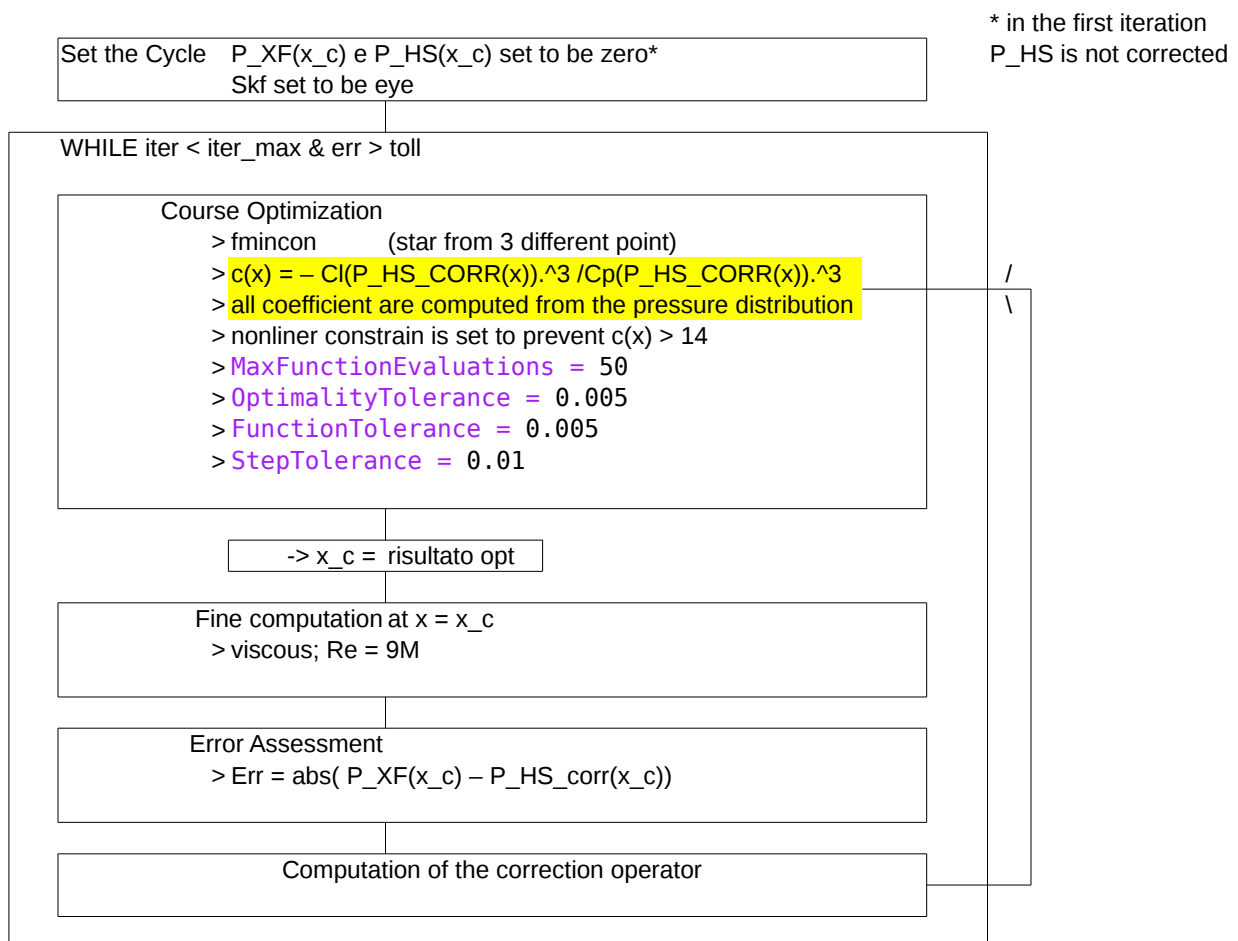 * in the first iteration
P_HS is not corrected
Set the Cycle P_XF(x_c) e P_HS(x_c) set to be zero*
Skf set to be eye
WHILE iter < iter_max & err > toll
Course Optimization
> fmincon (star from 3 different point)
> c(x) = – Cl(P_HS_CORR(x)).^3 /Cp(P_HS_CORR(x)).^3
> all coefficient are computed from the pressure distribution
> nonliner constrain is set to prevent c(x) > 14
> MaxFunctionEvaluations = 50
> OptimalityTolerance = 0.005
> FunctionTolerance = 0.005
> StepTolerance = 0.01
/
\
-> x_c = risultato opt
Fine computation at x = x_c
> viscous; Re = 9M
Error Assessment
> Err = abs( P_XF(x_c) – P_HS_corr(x_c))
Computation of the correction operator